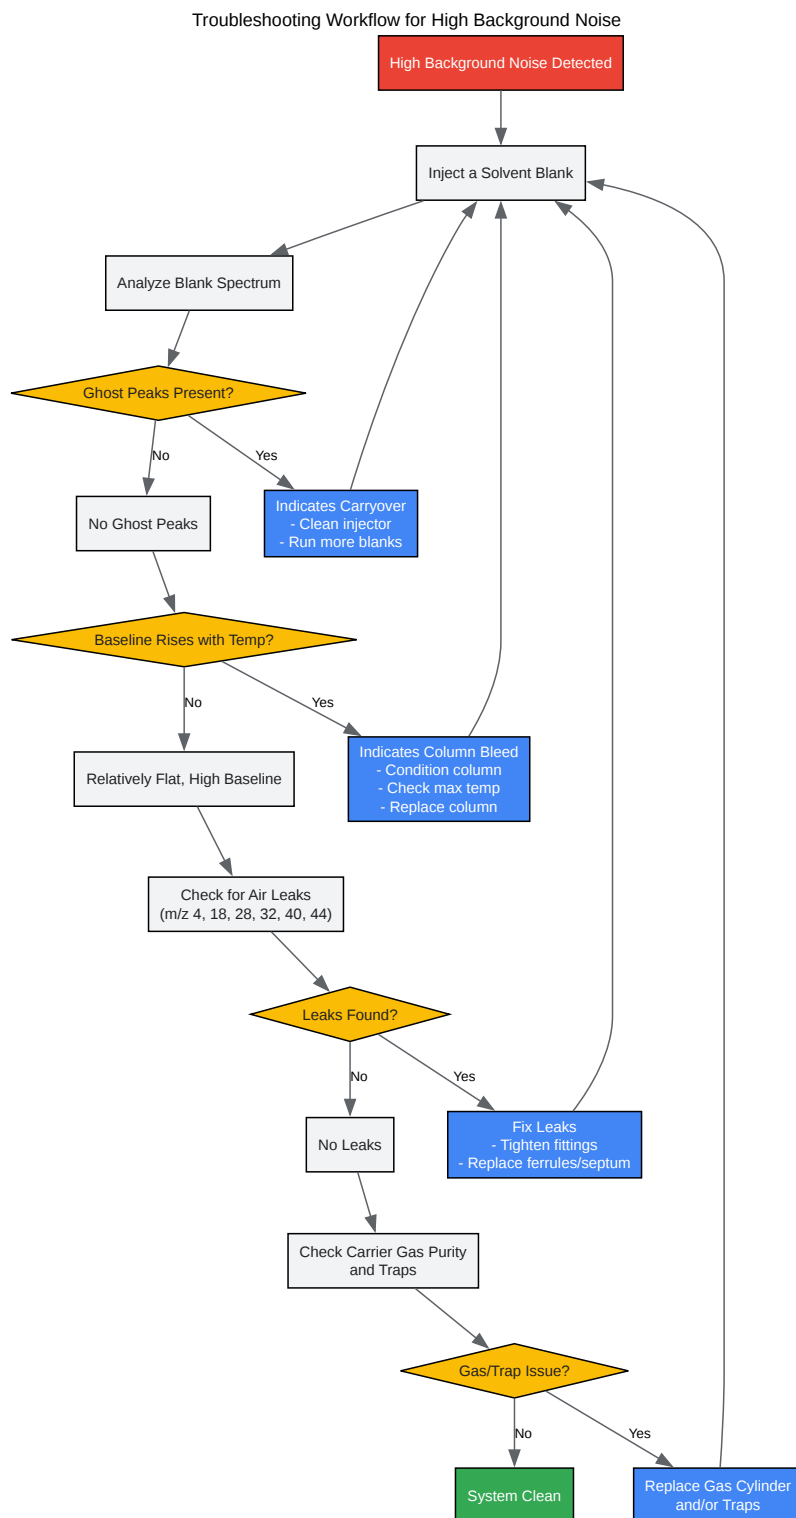 Troubleshooting Workflow for High Background Noise
High Background Noise Detected
Inject a Solvent Blank
Analyze Blank Spectrum
Ghost Peaks Present?
No
Yes
No Ghost Peaks
Indicates Carryover
- Clean injector
- Run more blanks
Baseline Rises with Temp?
No
Yes
Relatively Flat, High Baseline
Indicates Column Bleed
- Condition column
- Check max temp
- Replace column
Check for Air Leaks
(m/z 4, 18, 28, 32, 40, 44)
Leaks Found?
No
Yes
No Leaks
Fix Leaks
- Tighten fittings
- Replace ferrules/septum
Check Carrier Gas Purity
and Traps
Gas/Trap Issue?
No
Yes
System Clean
Replace Gas Cylinder
and/or Traps